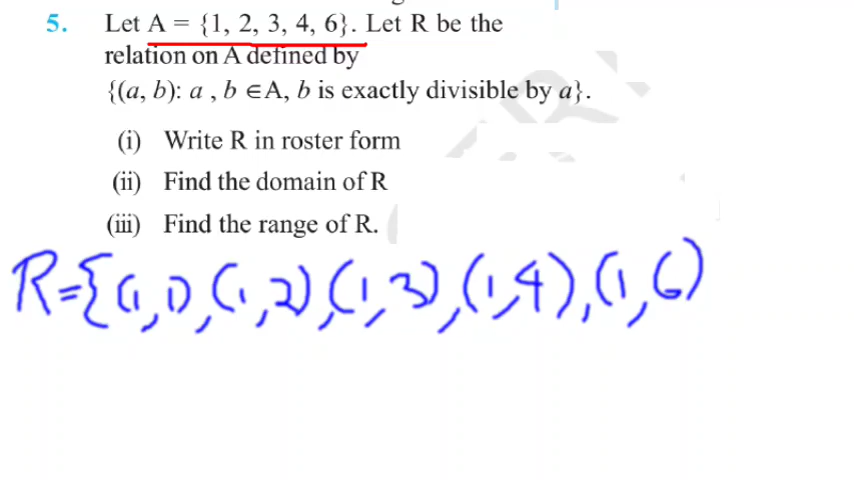 5. Let A = {1, 2, 3, 4, 6}. Let R be the
relation on A defined by
{(a, b): a , b ∈A, b is exactly divisible by a}.
(i) Write R in roster form
(ii) Find the domain of R
(iii) Find the range of R.
R={(1,1),(1,2),(1,3),(1,4),(1,6)